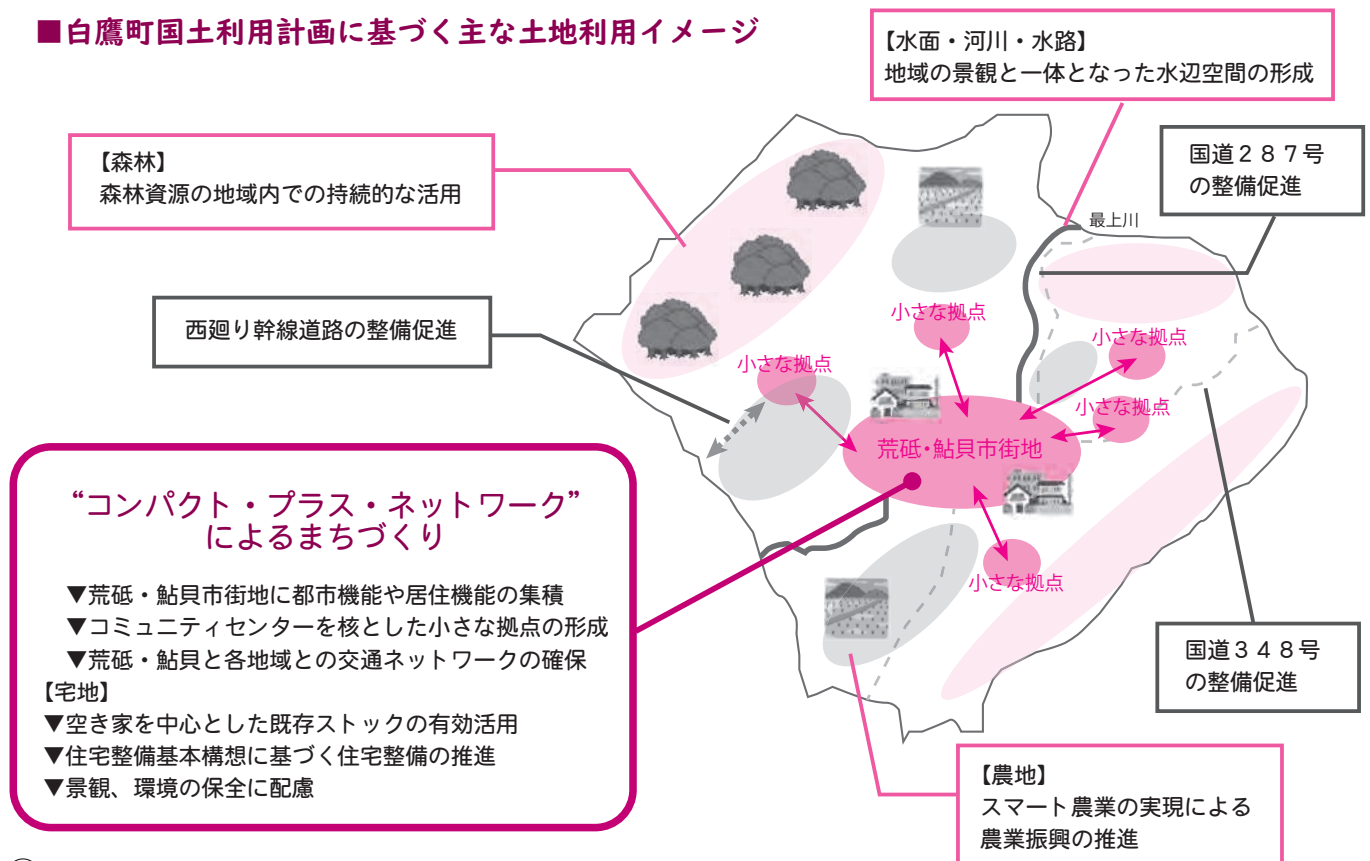 ■白鷹町国土利用計画に基づく主な土地利用イメージ
【水面・河川・水路】
地域の景観と一体となった水辺空間の形成
【森林】
森林資源の地域内での持続的な活用
国道２８７号
の整備促進
最上川
西廻り幹線道路の整備促進
小さな拠点
小さな拠点
小さな拠点
小さな拠点
荒砥・鮎貝市街地
小さな拠点
“コンパクト・プラス・ネットワーク”
によるまちづくり
▼荒砥・鮎貝市街地に都市機能や居住機能の集積
▼コミュニティセンターを核とした小さな拠点の形成
▼荒砥・鮎貝と各地域との交通ネットワークの確保
【宅地】
▼空き家を中心とした既存ストックの有効活用
▼住宅整備基本構想に基づく住宅整備の推進
▼景観、環境の保全に配慮
国道３４８号
の整備促進
【農地】
スマート農業の実現による
農業振興の推進